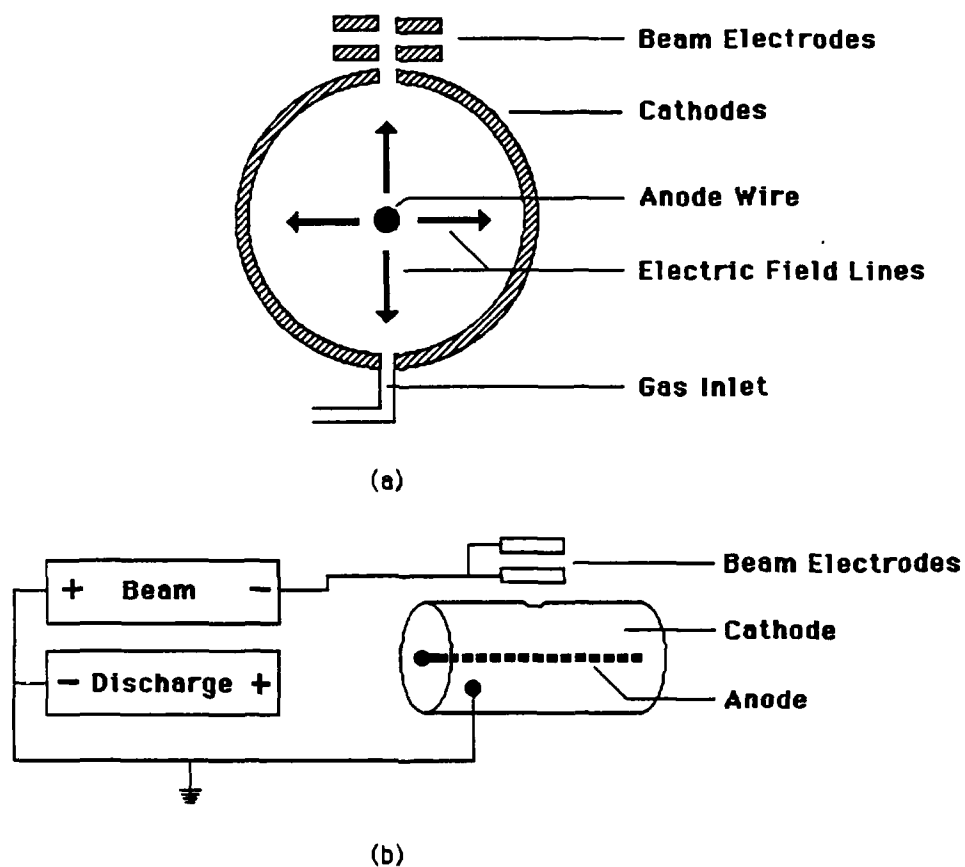 Beam Electrodes
Cathodes
Anode Wire
Electric Field Lines
Gas Inlet
(a)
+ Beam −
Beam Electrodes
Cathode
− Discharge +
Anode
(b)